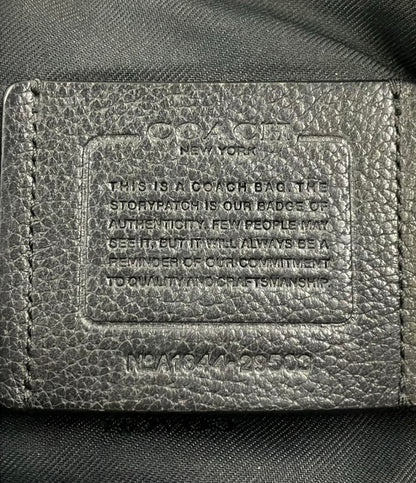 COACH
NEW YORK
THIS IS A COACH BAG. THE
STORYPATCH IS OUR BADGE OF
AUTHENTICITY. FEW PEOPLE MAY
SEE IT, BUT IT WILL ALWAYS BE A
REMINDER OF OUR COMMITMENT
TO QUALITY AND CRAFTSMANSHIP.